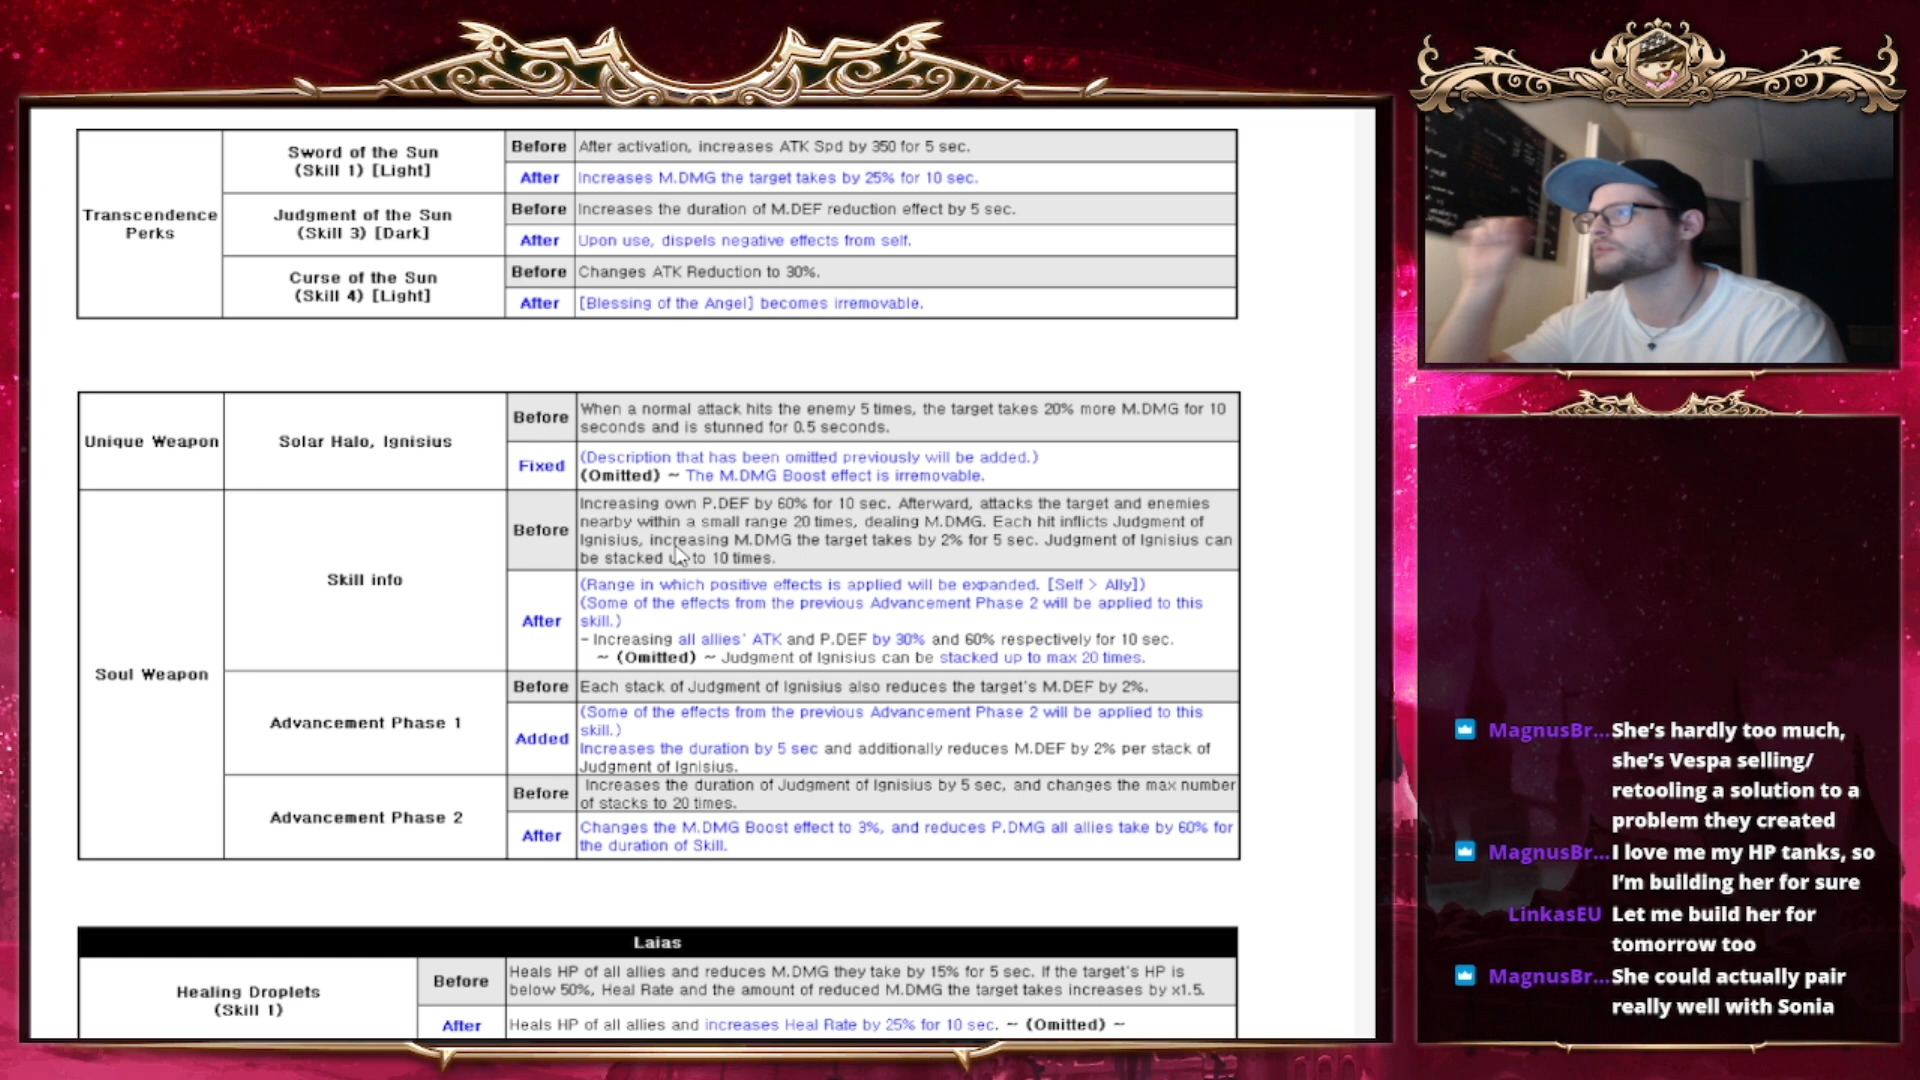 Transcendence
Perks
Sword of the Sun
(Skill 1) [Light]
Before
After activation, increases ATK Spd by 350 for 5 sec.
After
Increases M.DMG the target takes by 25% for 10 sec.
Judgment of the Sun
(Skill 3) [Dark]
Before
Increases the duration of M.DEF reduction effect by 5 sec.
After
Upon use, dispels negative effects from self.
Curse of the Sun
(Skill 4) [Light]
Before
Changes ATK Reduction to 30%.
After
[Blessing of the Angel] becomes irremovable.
Unique Weapon
Solar Halo, Ignisius
Before
When a normal attack hits the enemy 5 times, the target takes 20% more M.DMG for 10
seconds and is stunned for 0.5 seconds.
Fixed
(Description that has been omitted previously will be added.)
(Omitted) ~ The M.DMG Boost effect is irremovable.
Soul Weapon
Skill info
Before
Increasing own P.DEF by 60% for 10 sec. Afterward, attacks the target and enemies
nearby within a small range 20 times, dealing M.DMG. Each hit inflicts Judgment of
Ignisius, increasing M.DMG the target takes by 2% for 5 sec. Judgment of Ignisius can
be stacked up to 10 times.
After
(Range in which positive effects is applied will be expanded. [Self > Ally])
(Some of the effects from the previous Advancement Phase 2 will be applied to this
skill.)
- Increasing all allies' ATK and P.DEF by 30% and 60% respectively for 10 sec.
~ (Omitted) ~ Judgment of Ignisius can be stacked up to max 20 times.
Advancement Phase 1
Before
Each stack of Judgment of Ignisius also reduces the target's M.DEF by 2%.
Added
(Some of the effects from the previous Advancement Phase 2 will be applied to this
skill.)
Increases the duration by 5 sec and additionally reduces M.DEF by 2% per stack of
Judgment of Ignisius.
Advancement Phase 2
Before
Increases the duration of Judgment of Ignisius by 5 sec, and changes the max number
of stacks to 20 times.
After
Changes the M.DMG Boost effect to 3%, and reduces P.DMG all allies take by 60% for
the duration of Skill.
Laias
Healing Droplets
(Skill 1)
Before
Heals HP of all allies and reduces M.DMG they take by 15% for 5 sec. If the target's HP is
below 50%, Heal Rate and the amount of reduced M.DMG the target takes increases by x1.5.
After
Heals HP of all allies and increases Heal Rate by 25% for 10 sec. ~ (Omitted) ~
MagnusBr... She's hardly too much,
she's Vespa selling/
retooling a solution to a
problem they created
MagnusBr... I love me my HP tanks, so
I'm building her for sure
LinkasEU Let me build her for
tomorrow too
MagnusBr... She could actually pair
really well with Sonia